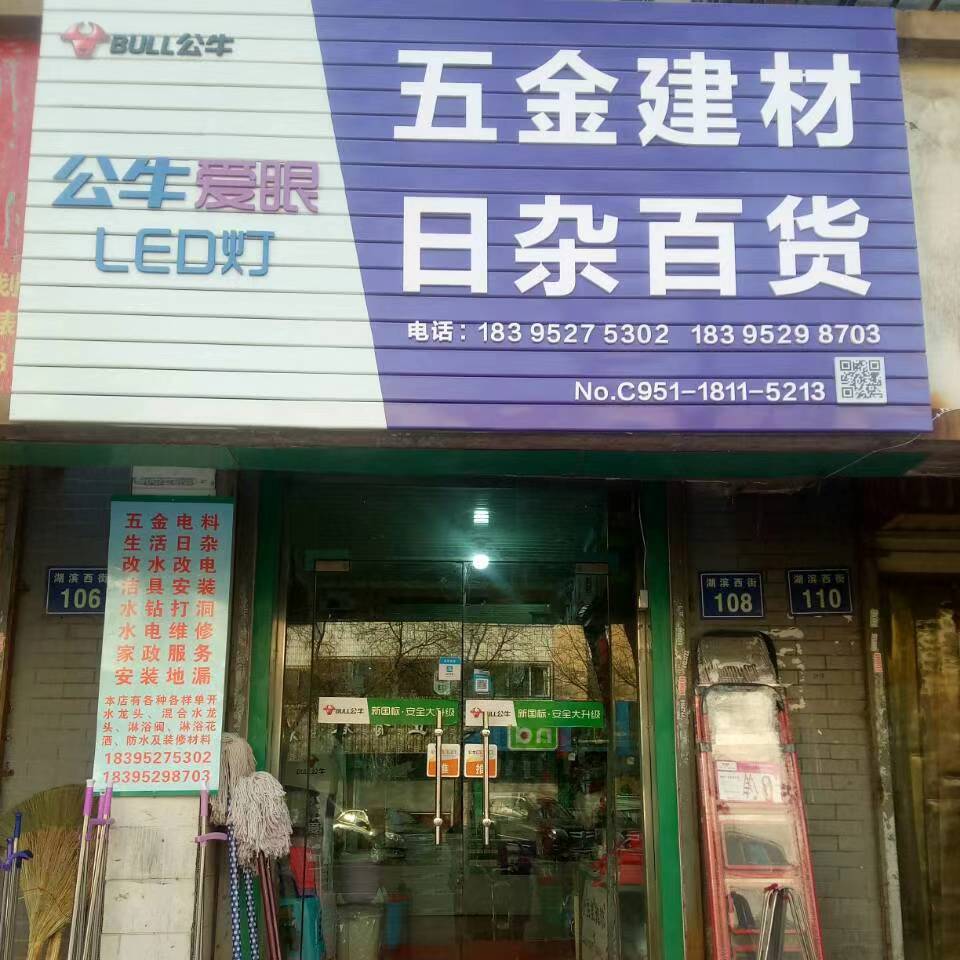 BULL公牛
公牛爱眼
LED灯
五金建材
日杂百货
电话：18395275302 18395298703
No.C951-1811-5213
五金电料
生活日杂
改水改电
洁具安装
水钻打洞
水电维修
家政服务
安装地漏
本店有各种各样单开
水龙头、混合水龙
头、淋浴阀、淋浴花
洒、防水及装修材料
18395275302
18395298703
湖滨西街
106
湖滨西街
108
湖滨西街
110
BULL公牛 新国标·安全大升级
BULL公牛 新国标·安全大升级